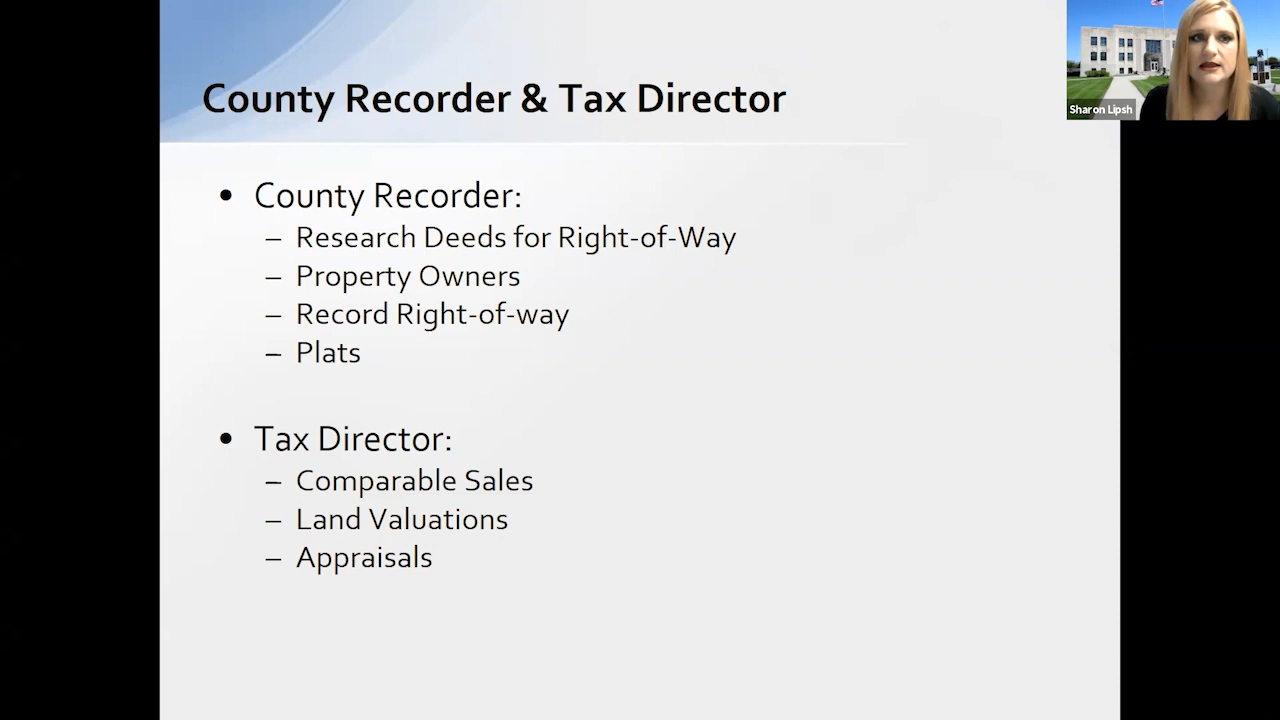 County Recorder & Tax Director
Sharon Lipsh
• County Recorder:
– Research Deeds for Right-of-Way
– Property Owners
– Record Right-of-way
– Plats
• Tax Director:
– Comparable Sales
– Land Valuations
– Appraisals